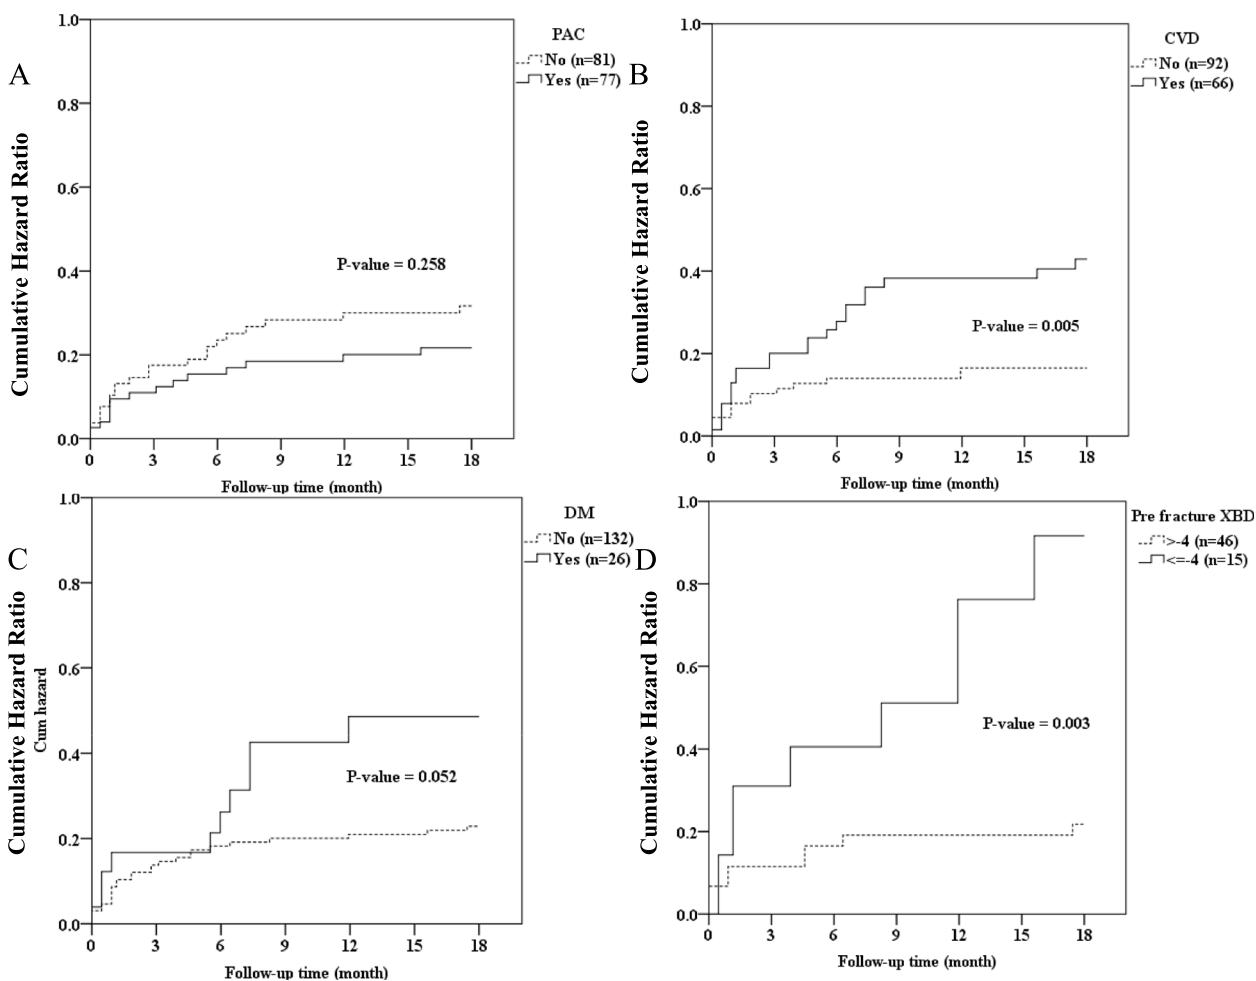 A
Cumulative Hazard Ratio
1.0
0.8
0.6
0.4
0.2
0.0
0 3 6 9 12 15 18
Follow-up time (month)
P-value = 0.258
PAC
No (n=81)
Yes (n=77)
B
Cumulative Hazard Ratio
1.0
0.8
0.6
0.4
0.2
0.0
0 3 6 9 12 15 18
Follow-up time (month)
P-value = 0.005
CVD
No (n=92)
Yes (n=66)
C
Cumulative Hazard Ratio
Cum hazard
1.0
0.8
0.6
0.4
0.2
0.0
0 3 6 9 12 15 18
Follow-up time (month)
P-value = 0.052
DM
No (n=132)
Yes (n=26)
D
Cumulative Hazard Ratio
1.0
0.8
0.6
0.4
0.2
0.0
0 3 6 9 12 15 18
Follow-up time (month)
P-value = 0.003
Pre fracture XBD
>-4 (n=46)
<=-4 (n=15)